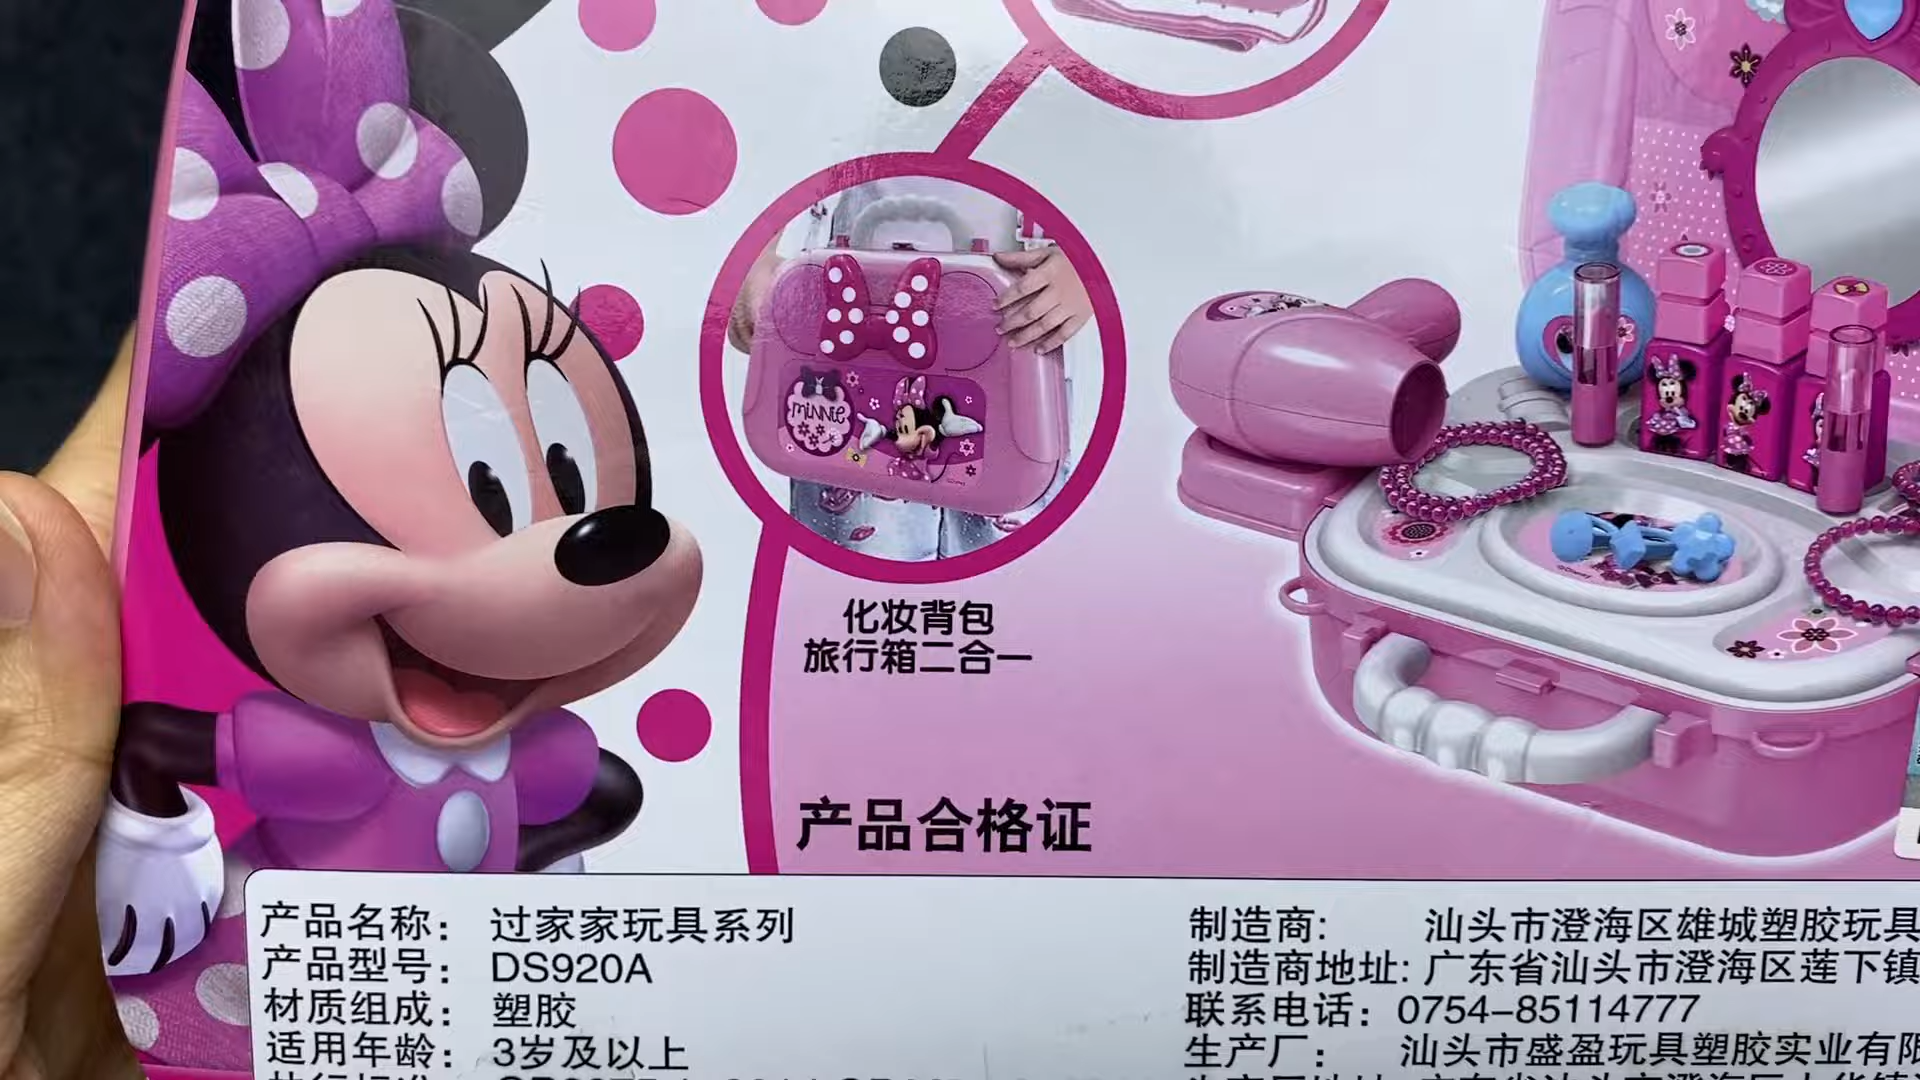 minnie
化妆背包
旅行箱二合一
产品合格证
产品名称： 过家家玩具系列
产品型号： DS920A
材质组成： 塑胶
适用年龄： 3岁及以上
制造商: 汕头市澄海区雄城塑胶玩具
制造商地址: 广东省汕头市澄海区莲下镇
联系电话： 0754-85114777
生产厂： 汕头市盛盈玩具塑胶实业有限